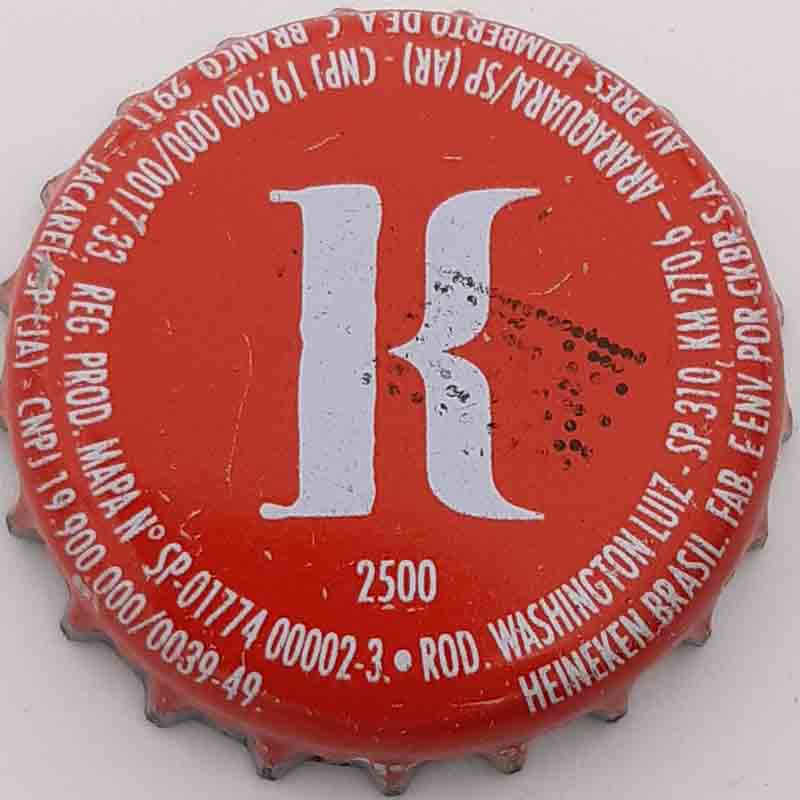 K
2500
ROD. WASHINGTON LUIZ - SP 310, KM 270,6 – ARARAQUARA/SP (AR) - CNPJ 19.900.000/0017-33. REG. PROD. MAPA Nº SP-01774 00002-3. •
HEINEKEN BRASIL. FAB. E ENV. POR CKBR S.A - AV PRES. HUMBERTO DE A. C. BRANCO, 2911 - JACAREÍ/SP (JA) - CNPJ 19.900.000/0039-49.